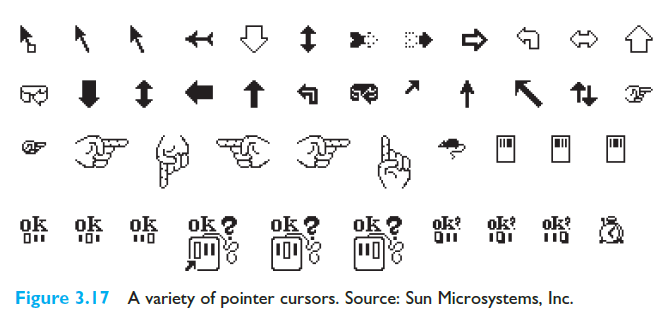 ok ok ok ok? ok? ok? ok? ok? ok?
Figure 3.17 A variety of pointer cursors. Source: Sun Microsystems, Inc.